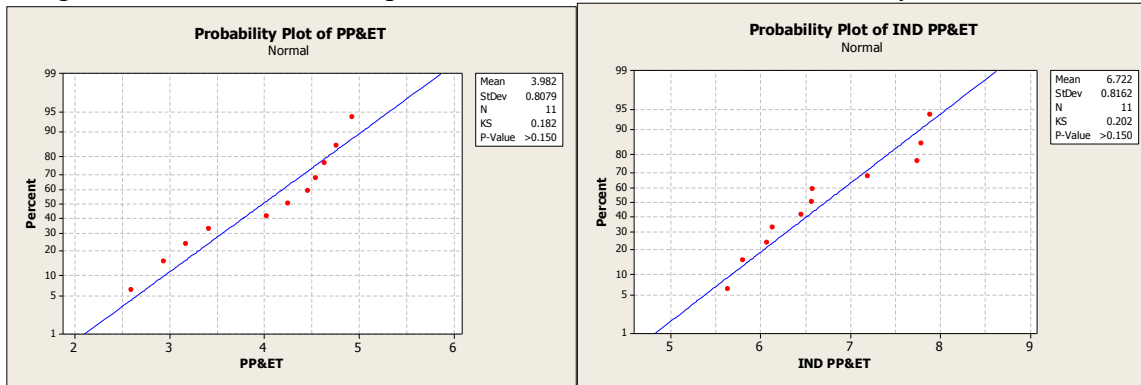 Probability Plot of PP&ET
Normal
99
95
90
80
70
60
50
40
30
20
10
5
1
Percent
2 3 4 5 6
PP&ET
Mean 3.982
StDev 0.8079
N 11
KS 0.182
P-Value >0.150
Probability Plot of IND PP&ET
Normal
99
95
90
80
70
60
50
40
30
20
10
5
1
Percent
5 6 7 8 9
IND PP&ET
Mean 6.722
StDev 0.8162
N 11
KS 0.202
P-Value >0.150